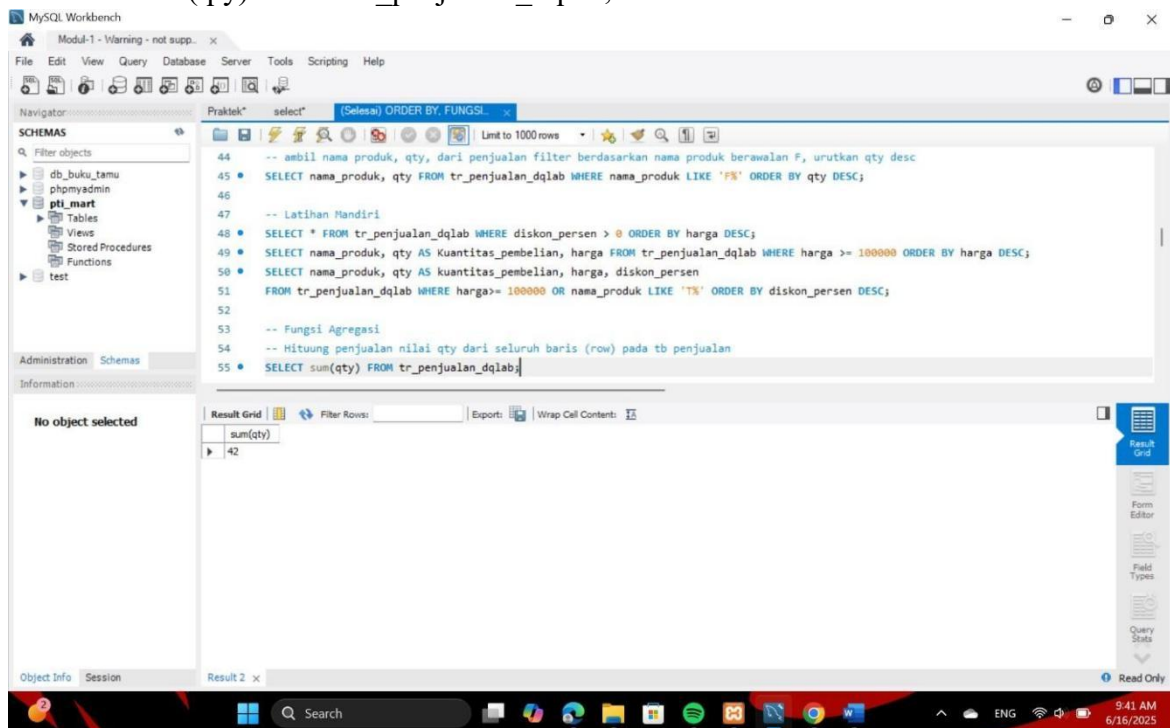 MySQL Workbench
Modul-1 - Warning - not supp..
File Edit View Query Database Server Tools Scripting Help
Navigator
Praktek* select* (Selesai) ORDER BY, FUNGSI...
SCHEMAS
Limit to 1000 rows
Filter objects
db_buku_tamu
phpmyadmin
pti_mart
Tables
Views
Stored Procedures
Functions
test
44 -- ambil nama produk, qty, dari penjualan filter berdasarkan nama produk berawalan F, urutkan qty desc
45 SELECT nama_produk, qty FROM tr_penjualan_dqlab WHERE nama_produk LIKE 'F%' ORDER BY qty DESC;
46
47 -- Latihan Mandiri
48 SELECT * FROM tr_penjualan_dqlab WHERE diskon_persen > 0 ORDER BY harga DESC;
49 SELECT nama_produk, qty AS Kuantitas_pembelian, harga FROM tr_penjualan_dqlab WHERE harga >= 100000 ORDER BY harga DESC;
50 SELECT nama_produk, qty AS kuantitas_pembelian, harga, diskon_persen
51 FROM tr_penjualan_dqlab WHERE harga>= 100000 OR nama_produk LIKE 'T%' ORDER BY diskon_persen DESC;
52
53 -- Fungsi Agregasi
54 -- Hituung penjualan nilai qty dari seluruh baris (row) pada tb penjualan
55 SELECT sum(qty) FROM tr_penjualan_dqlab;
Administration Schemas
Information
No object selected
Result Grid Filter Rows: Export: Wrap Cell Content:
sum(qty)
42
Result Grid
Form Editor
Field Types
Query Stats
Object Info Session
Result 2
Read Only
2
Search
ENG
9:41 AM
6/16/2025